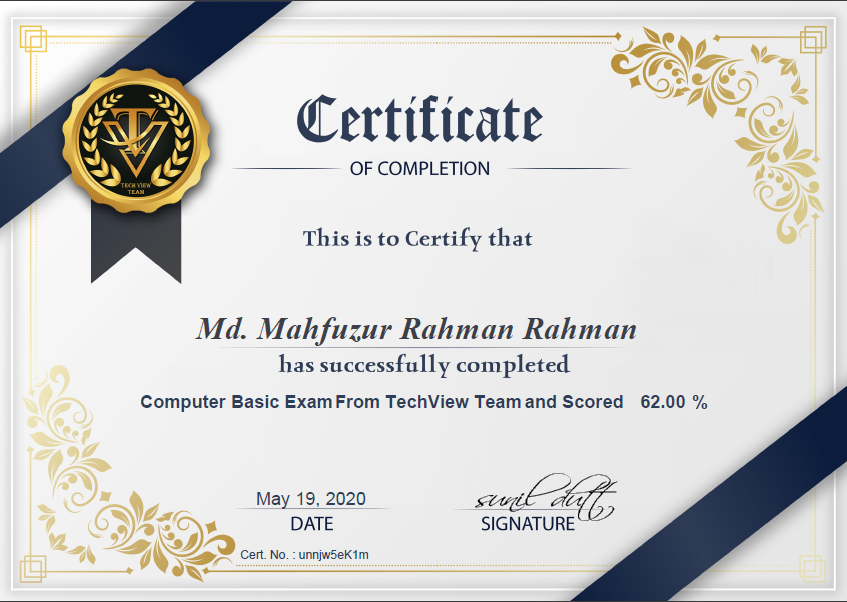 Certificate
OF COMPLETION
TECH VIEW
TEAM
This is to Certify that
Md. Mahfuzur Rahman Rahman
has successfully completed
Computer Basic Exam From TechView Team and Scored 62.00 %
May 19, 2020
DATE
sunil dutt
SIGNATURE
Cert. No. : unnjw5eK1m